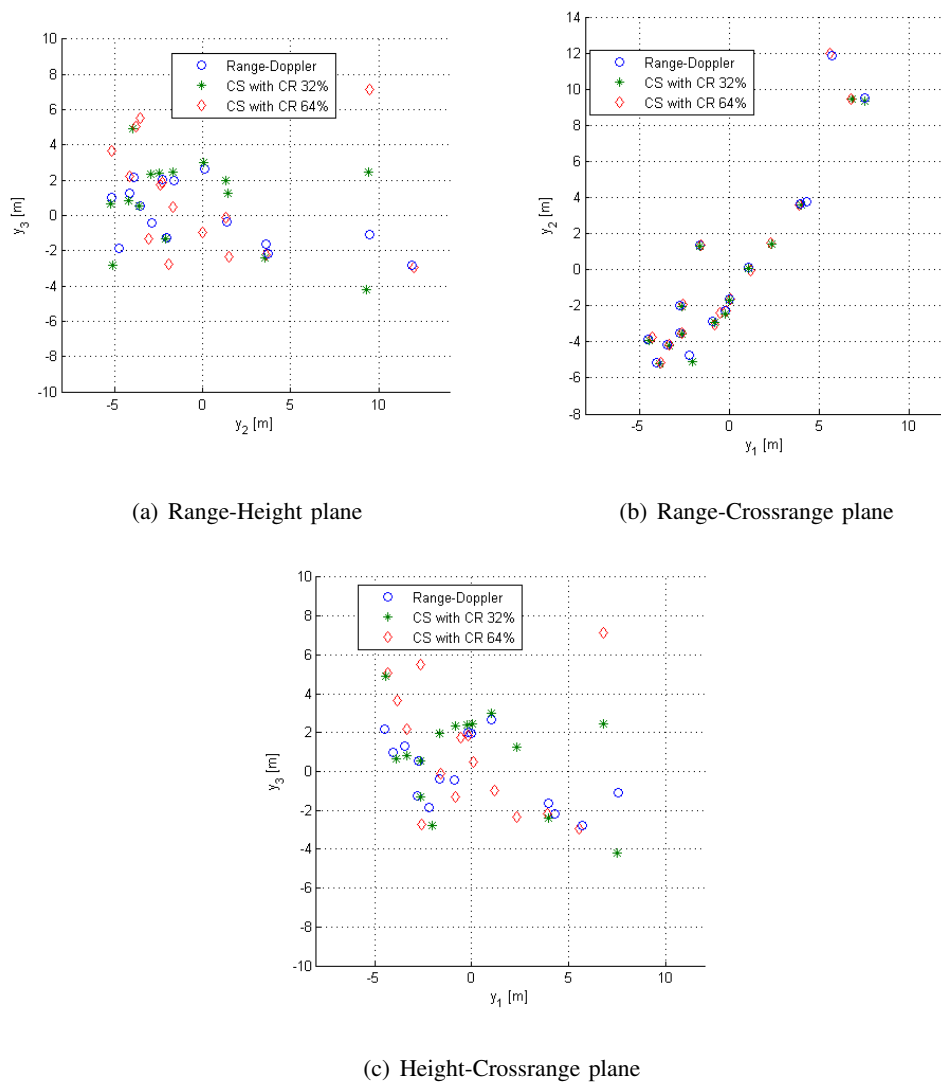 10
8
6
4
2
0
-2
-4
-6
-8
-10
-5
0
5
10
y3 [m]
y2 [m]
Range-Doppler
CS with CR 32%
CS with CR 64%
(a) Range-Height plane
14
12
10
8
6
4
2
0
-2
-4
-6
-8
-5
0
5
10
y2 [m]
y1 [m]
Range-Doppler
CS with CR 32%
CS with CR 64%
(b) Range-Crossrange plane
10
8
6
4
2
0
-2
-4
-6
-8
-10
-5
0
5
10
y3 [m]
y1 [m]
Range-Doppler
CS with CR 32%
CS with CR 64%
(c) Height-Crossrange plane